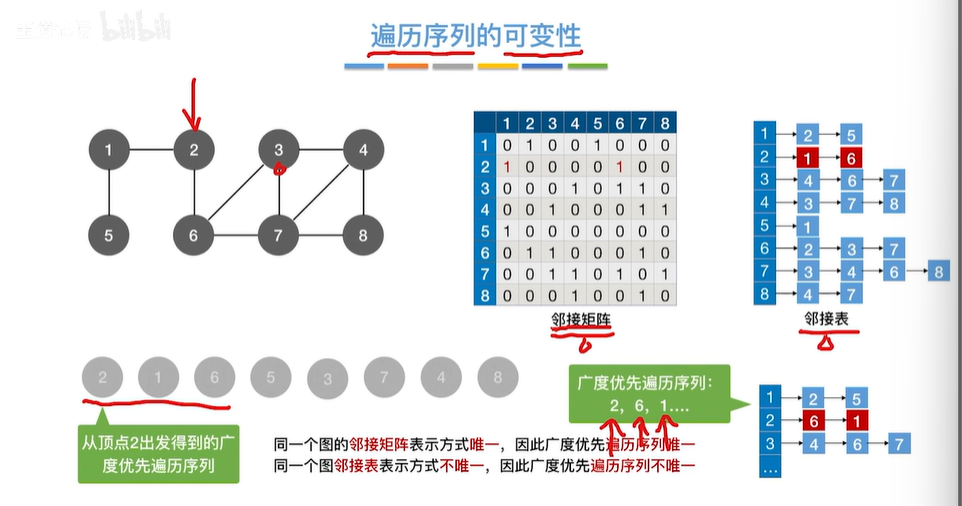 bilibili
遍历序列的可变性
1 2 3 4
5 6 7 8
1 2 3 4 5 6 7 8
1 0 1 0 0 1 0 0 0
2 1 0 0 0 0 1 0 0
3 0 0 0 1 0 1 1 0
4 0 0 1 0 0 0 1 1
5 1 0 0 0 0 0 0 0
6 0 1 1 0 0 0 1 0
7 0 0 1 1 0 1 0 1
8 0 0 0 1 0 0 1 0
邻接矩阵
1 2 5
2 1 6
3 4 6 7
4 3 7 8
5 1
6 2 3 7
7 3 4 6 8
8 4 7
邻接表
2 1 6 5 3 7 4 8
从顶点2出发得到的广
度优先遍历序列
广度优先遍历序列：
2，6，1....
1 2 5
2 6 1
3 4 6 7
...
同一个图的邻接矩阵表示方式唯一，因此广度优先遍历序列唯一
同一个图邻接表表示方式不唯一，因此广度优先遍历序列不唯一